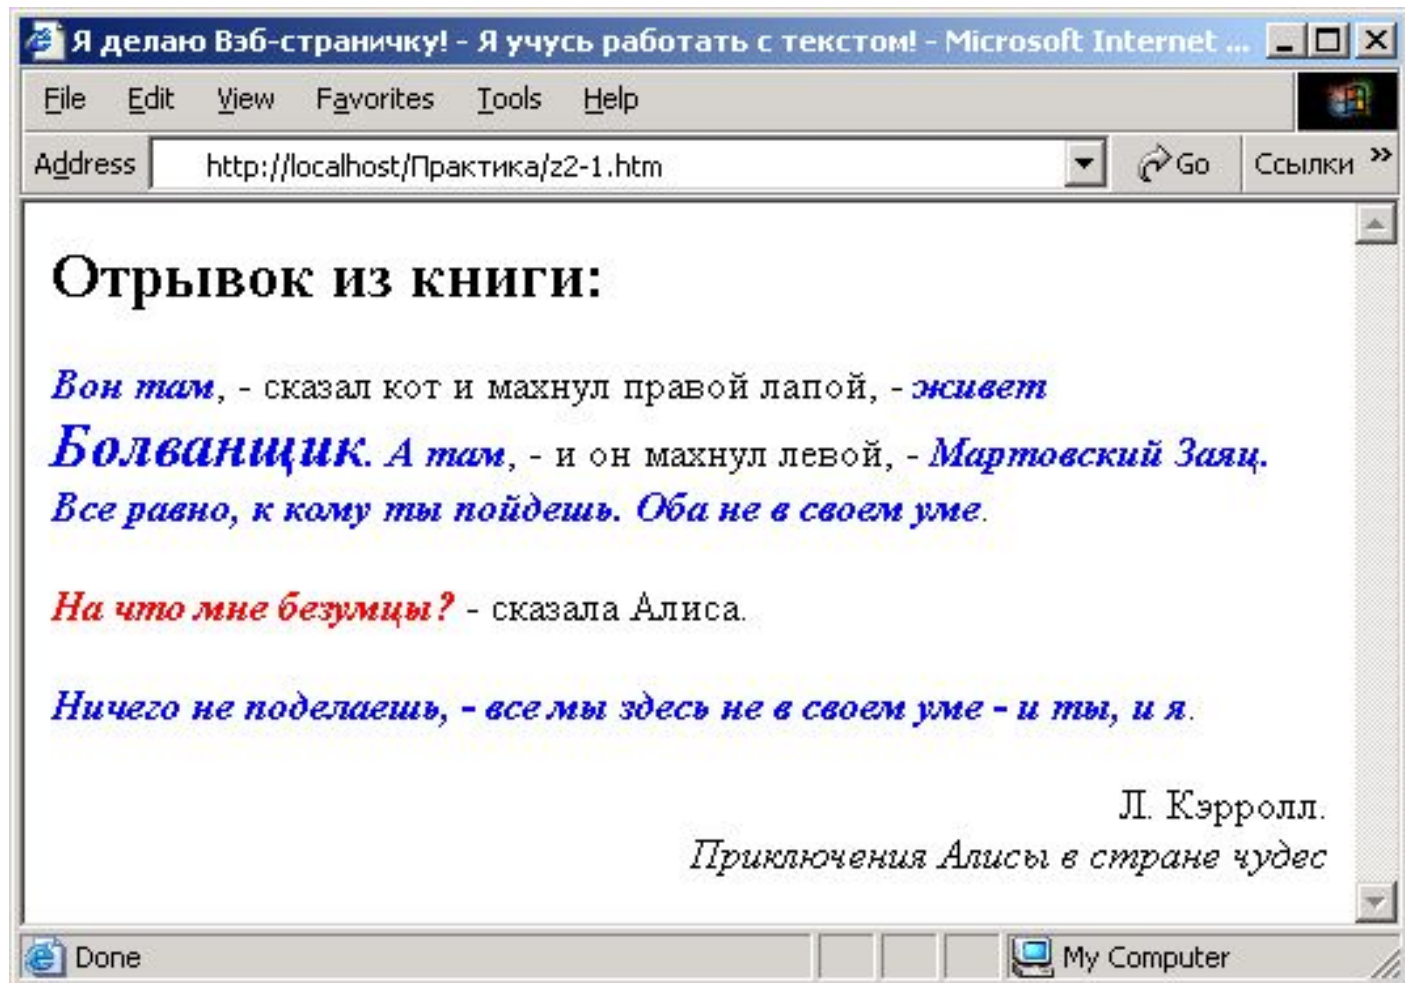 Я делаю Вэб-страничку! - Я учусь работать с текстом! - Microsoft Internet ...
File Edit View Favorites Tools Help
Address http://localhost/Практика/z2-1.htm Go Ссылки »
Отрывок из книги:
Вон там, - сказал кот и махнул правой лапой, - живет
Болванщик. А там, - и он махнул левой, - Мартовский Заяц.
Все равно, к кому ты пойдешь. Оба не в своем уме.
На что мне безумцы? - сказала Алиса.
Ничего не поделаешь, - все мы здесь не в своем уме - и ты, и я.
Л. Кэрролл.
Приключения Алисы в стране чудес
Done My Computer